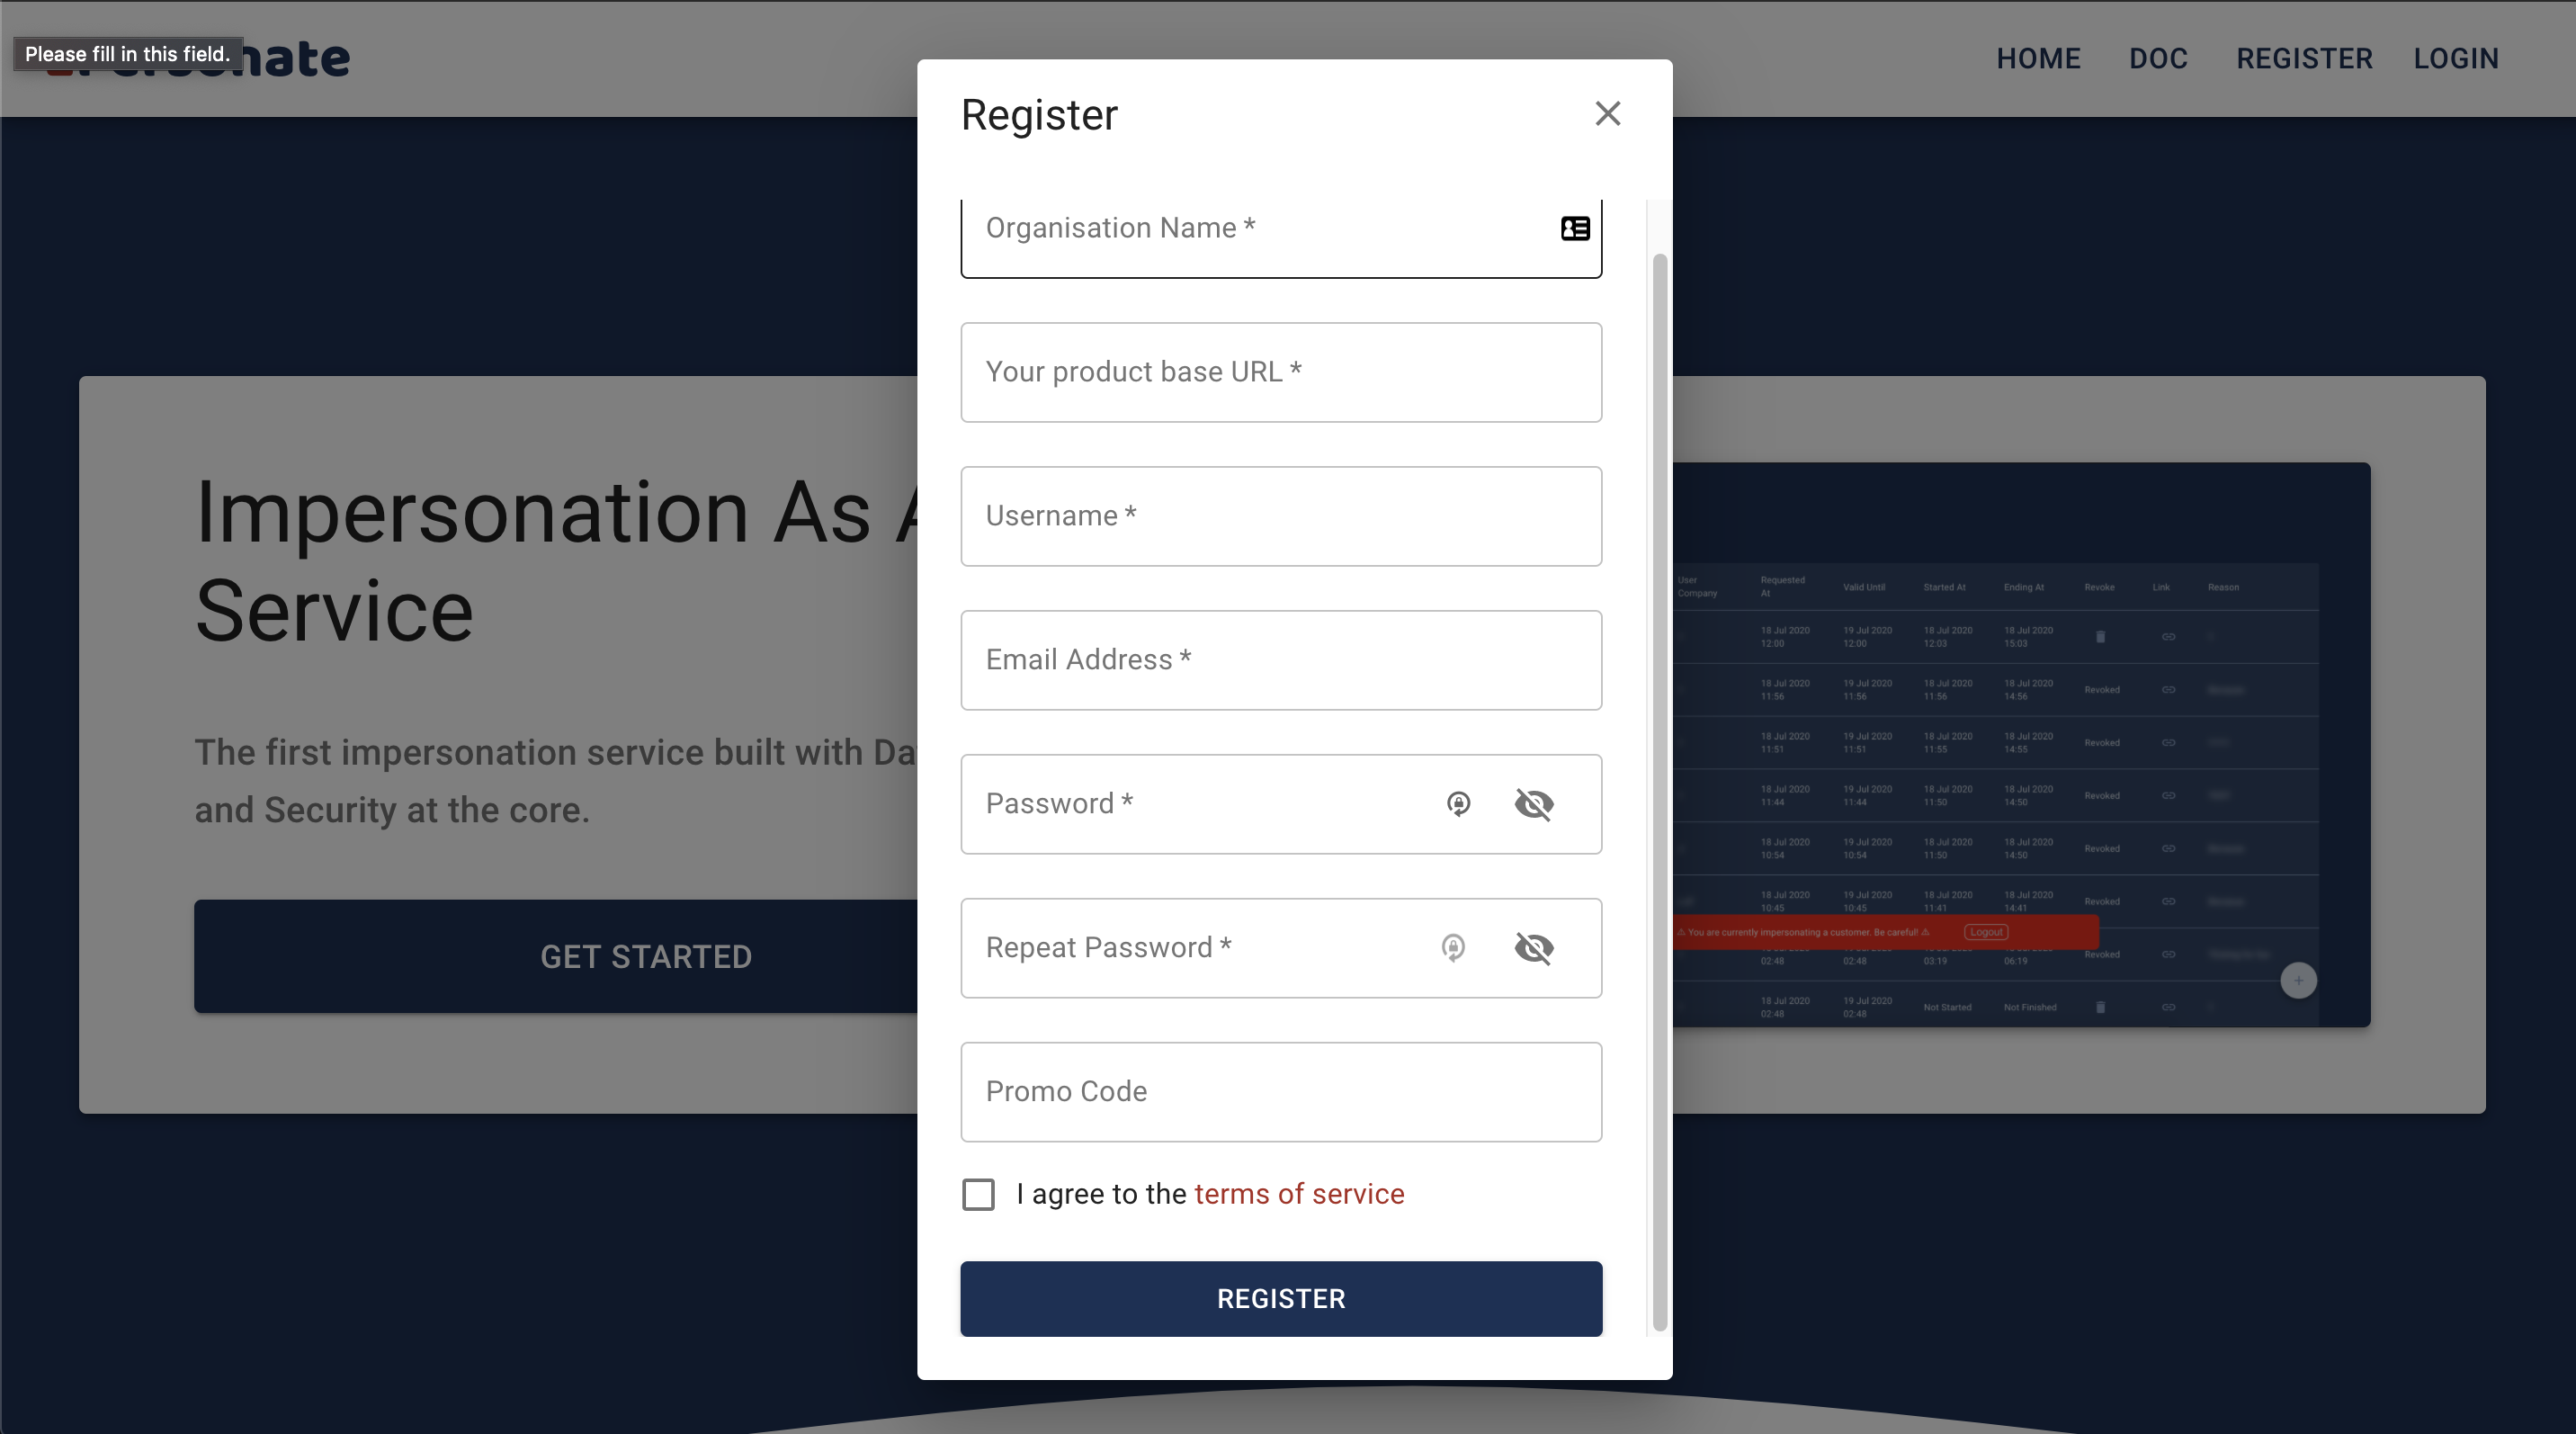 Please fill in this field.
nate
HOME DOC REGISTER LOGIN
Register
Organisation Name *
Your product base URL *
Username *
Email Address *
Password *
Repeat Password *
Promo Code
I agree to the terms of service
REGISTER
Impersonation As
Service
The first impersonation service built with
and Security at the core.
GET STARTED
User Company Requested At Valid Until Started At Ending At Revoke Link Reason
18 Jul 2020 12:00 19 Jul 2020 12:00 18 Jul 2020 12:03 18 Jul 2020 15:03
18 Jul 2020 11:56 19 Jul 2020 11:56 18 Jul 2020 11:56 18 Jul 2020 14:56 Revoked
18 Jul 2020 11:51 19 Jul 2020 11:51 18 Jul 2020 11:55 18 Jul 2020 14:55 Revoked
18 Jul 2020 11:44 19 Jul 2020 11:44 18 Jul 2020 11:50 18 Jul 2020 14:50 Revoked
18 Jul 2020 10:54 19 Jul 2020 10:54 18 Jul 2020 11:50 18 Jul 2020 14:50 Revoked
18 Jul 2020 10:45 19 Jul 2020 10:45 18 Jul 2020 11:41 18 Jul 2020 14:41 Revoked
⚠ You are currently impersonating a customer. Be careful! ⚠ Logout
02:48 02:48 03:19 06:19 Revoked
18 Jul 2020 02:48 19 Jul 2020 02:48 Not Started Not Finished